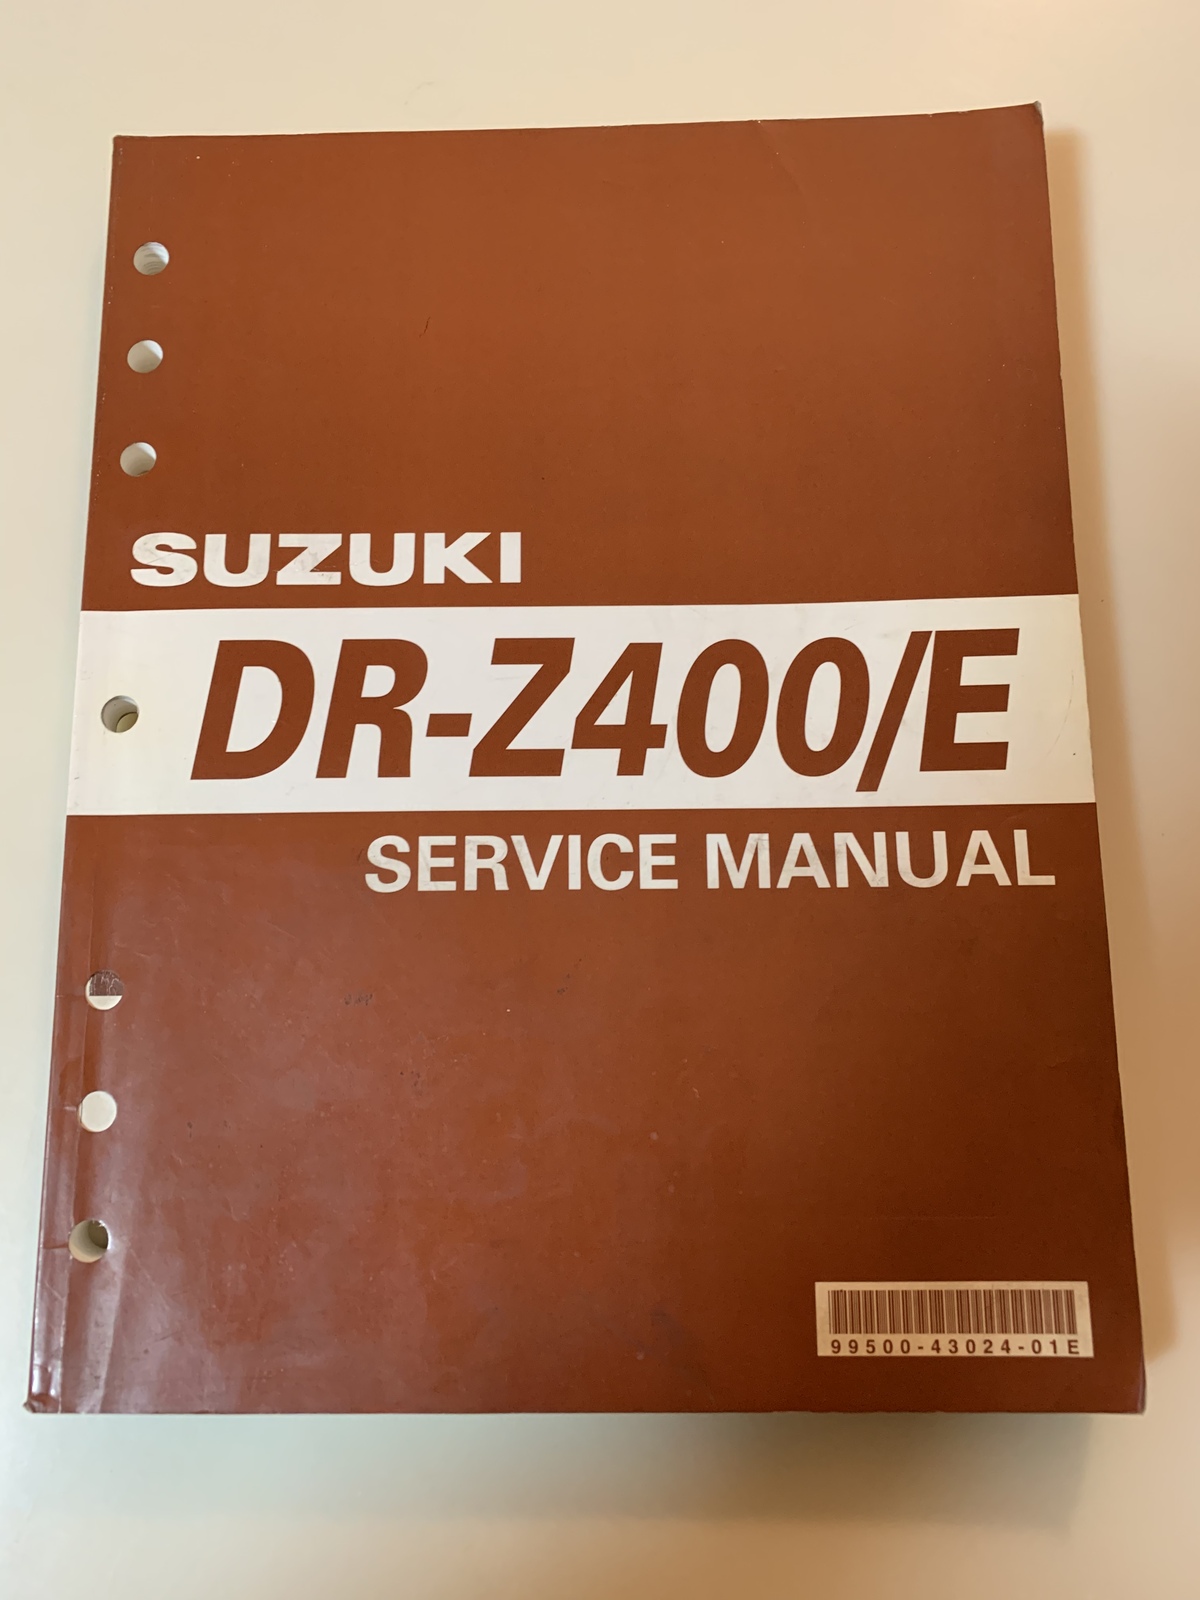 SUZUKI
DR-Z400/E
SERVICE MANUAL
99500-43024-01E